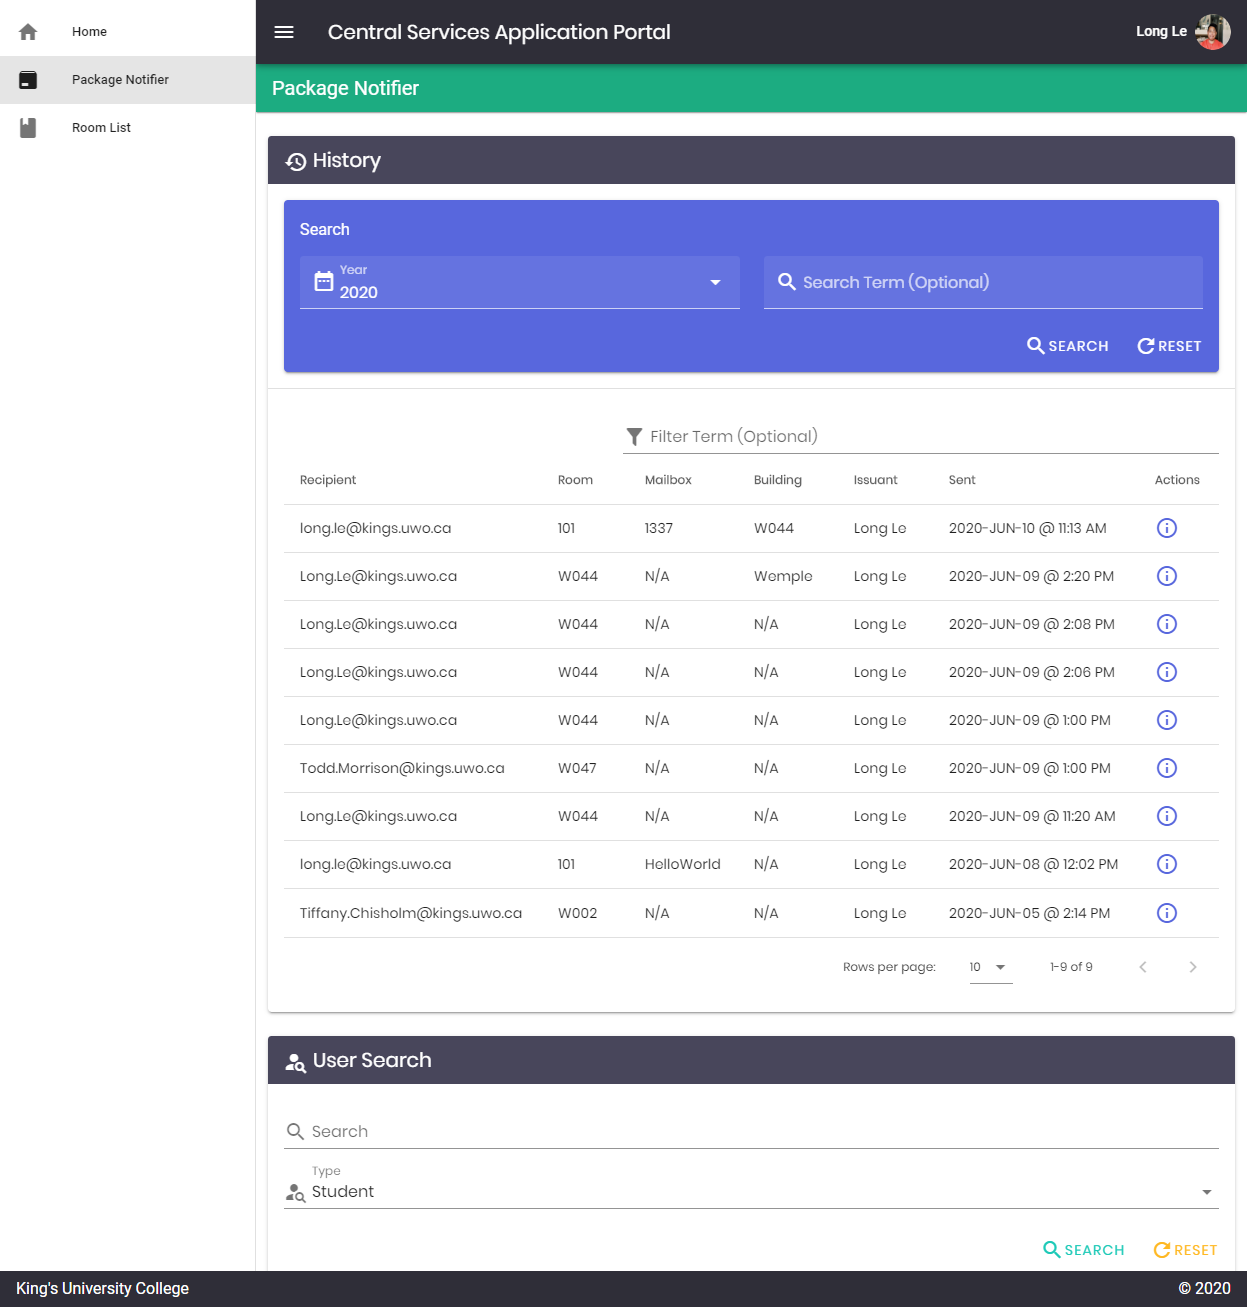 Home
Package Notifier
Room List
Central Services Application Portal
Long Le
Package Notifier
History
Search
Year
2020
Search Term (Optional)
SEARCH RESET
Filter Term (Optional)
Recipient Room Mailbox Building Issuant Sent Actions
long.le@kings.uwo.ca 101 1337 W044 Long Le 2020-JUN-10 @ 11:13 AM
Long.Le@kings.uwo.ca W044 N/A Wemple Long Le 2020-JUN-09 @ 2:20 PM
Long.Le@kings.uwo.ca W044 N/A N/A Long Le 2020-JUN-09 @ 2:08 PM
Long.Le@kings.uwo.ca W044 N/A N/A Long Le 2020-JUN-09 @ 2:06 PM
Long.Le@kings.uwo.ca W044 N/A N/A Long Le 2020-JUN-09 @ 1:00 PM
Todd.Morrison@kings.uwo.ca W047 N/A N/A Long Le 2020-JUN-09 @ 1:00 PM
Long.Le@kings.uwo.ca W044 N/A N/A Long Le 2020-JUN-09 @ 11:20 AM
long.le@kings.uwo.ca 101 HelloWorld N/A Long Le 2020-JUN-08 @ 12:02 PM
Tiffany.Chisholm@kings.uwo.ca W002 N/A N/A Long Le 2020-JUN-05 @ 2:14 PM
Rows per page: 10 1-9 of 9
User Search
Search
Type
Student
SEARCH RESET
King's University College
© 2020